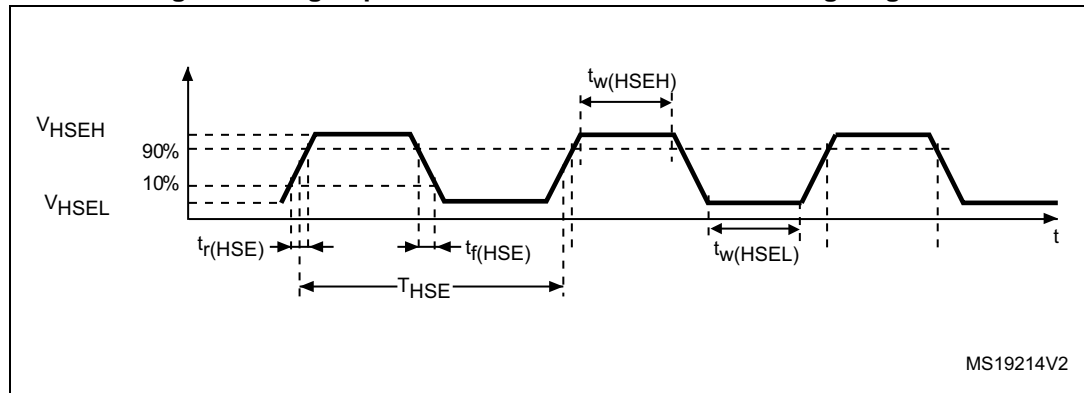 tw(HSEH)
VHSEH
90%
10%
VHSEL
tr(HSE)
tf(HSE)
tw(HSEL)
t
THSE
MS19214V2